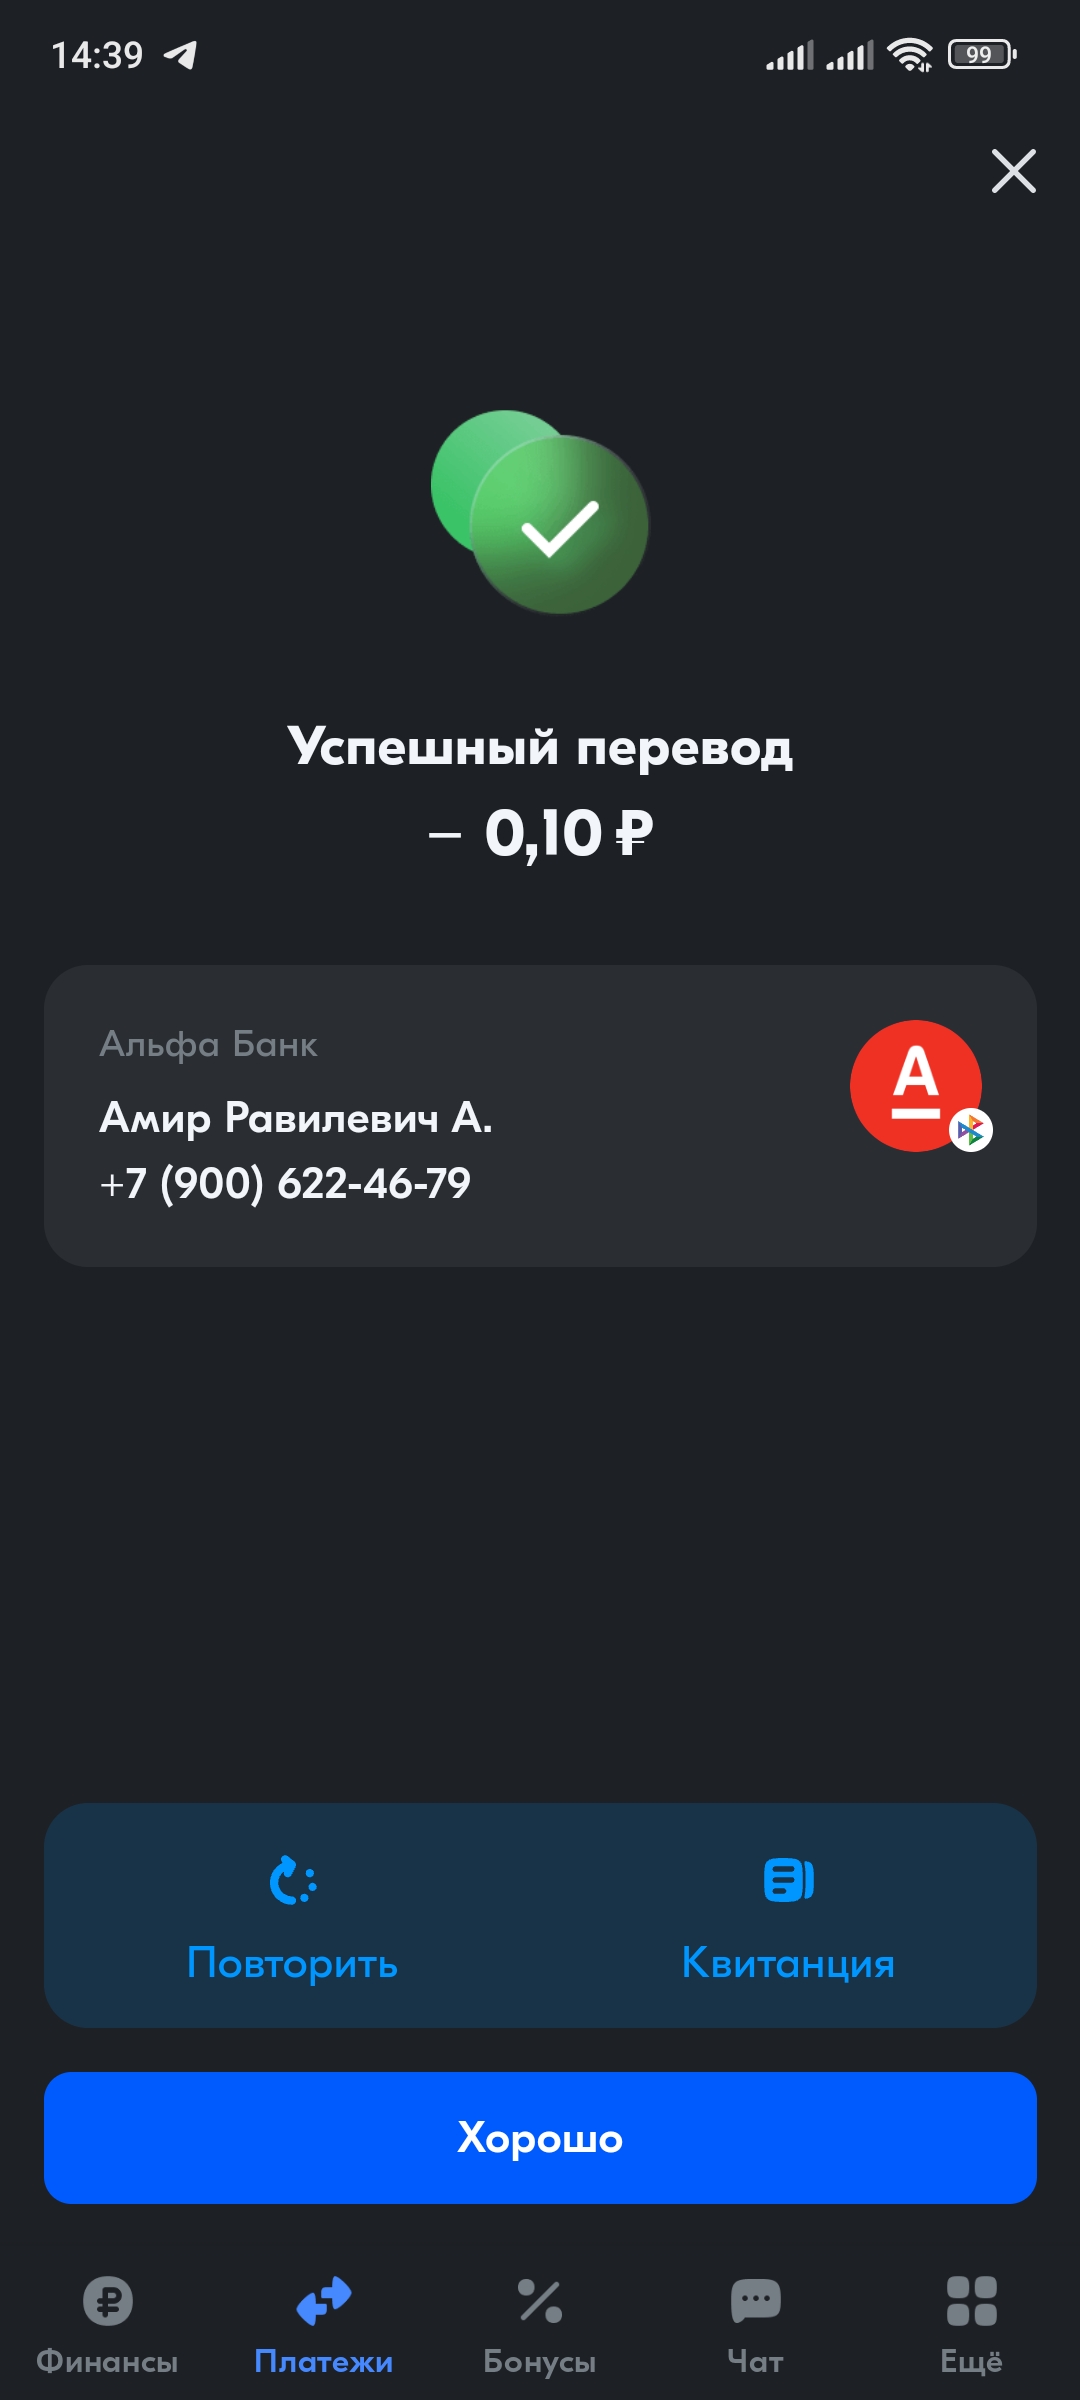 14:39
99
Успешный перевод
– 0,10 ₽
Альфа Банк
Амир Равилевич А.
+7 (900) 622-46-79
Повторить
Квитанция
Хорошо
Финансы
Платежи
Бонусы
Чат
Ещё